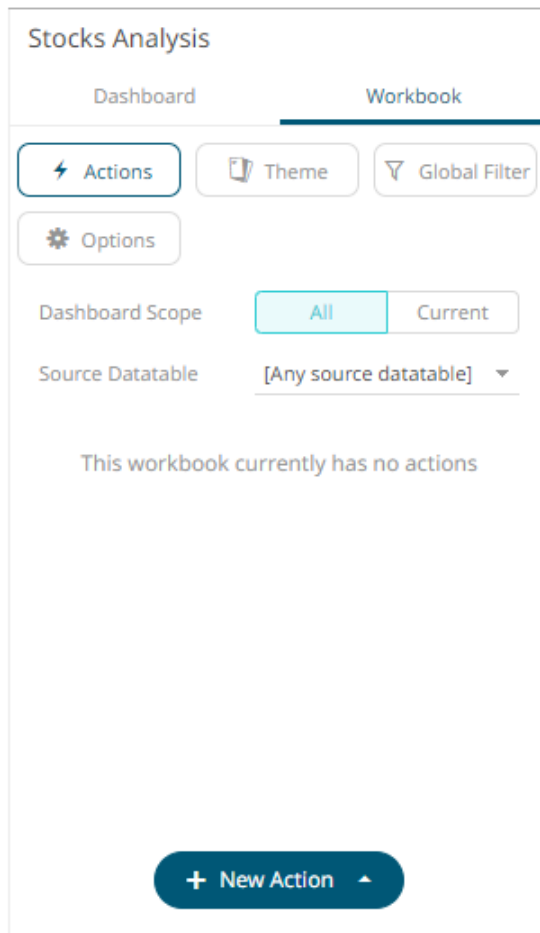 Stocks Analysis
Dashboard Workbook
Actions Theme Global Filter
Options
Dashboard Scope All Current
Source Datatable [Any source datatable]
This workbook currently has no actions
+ New Action